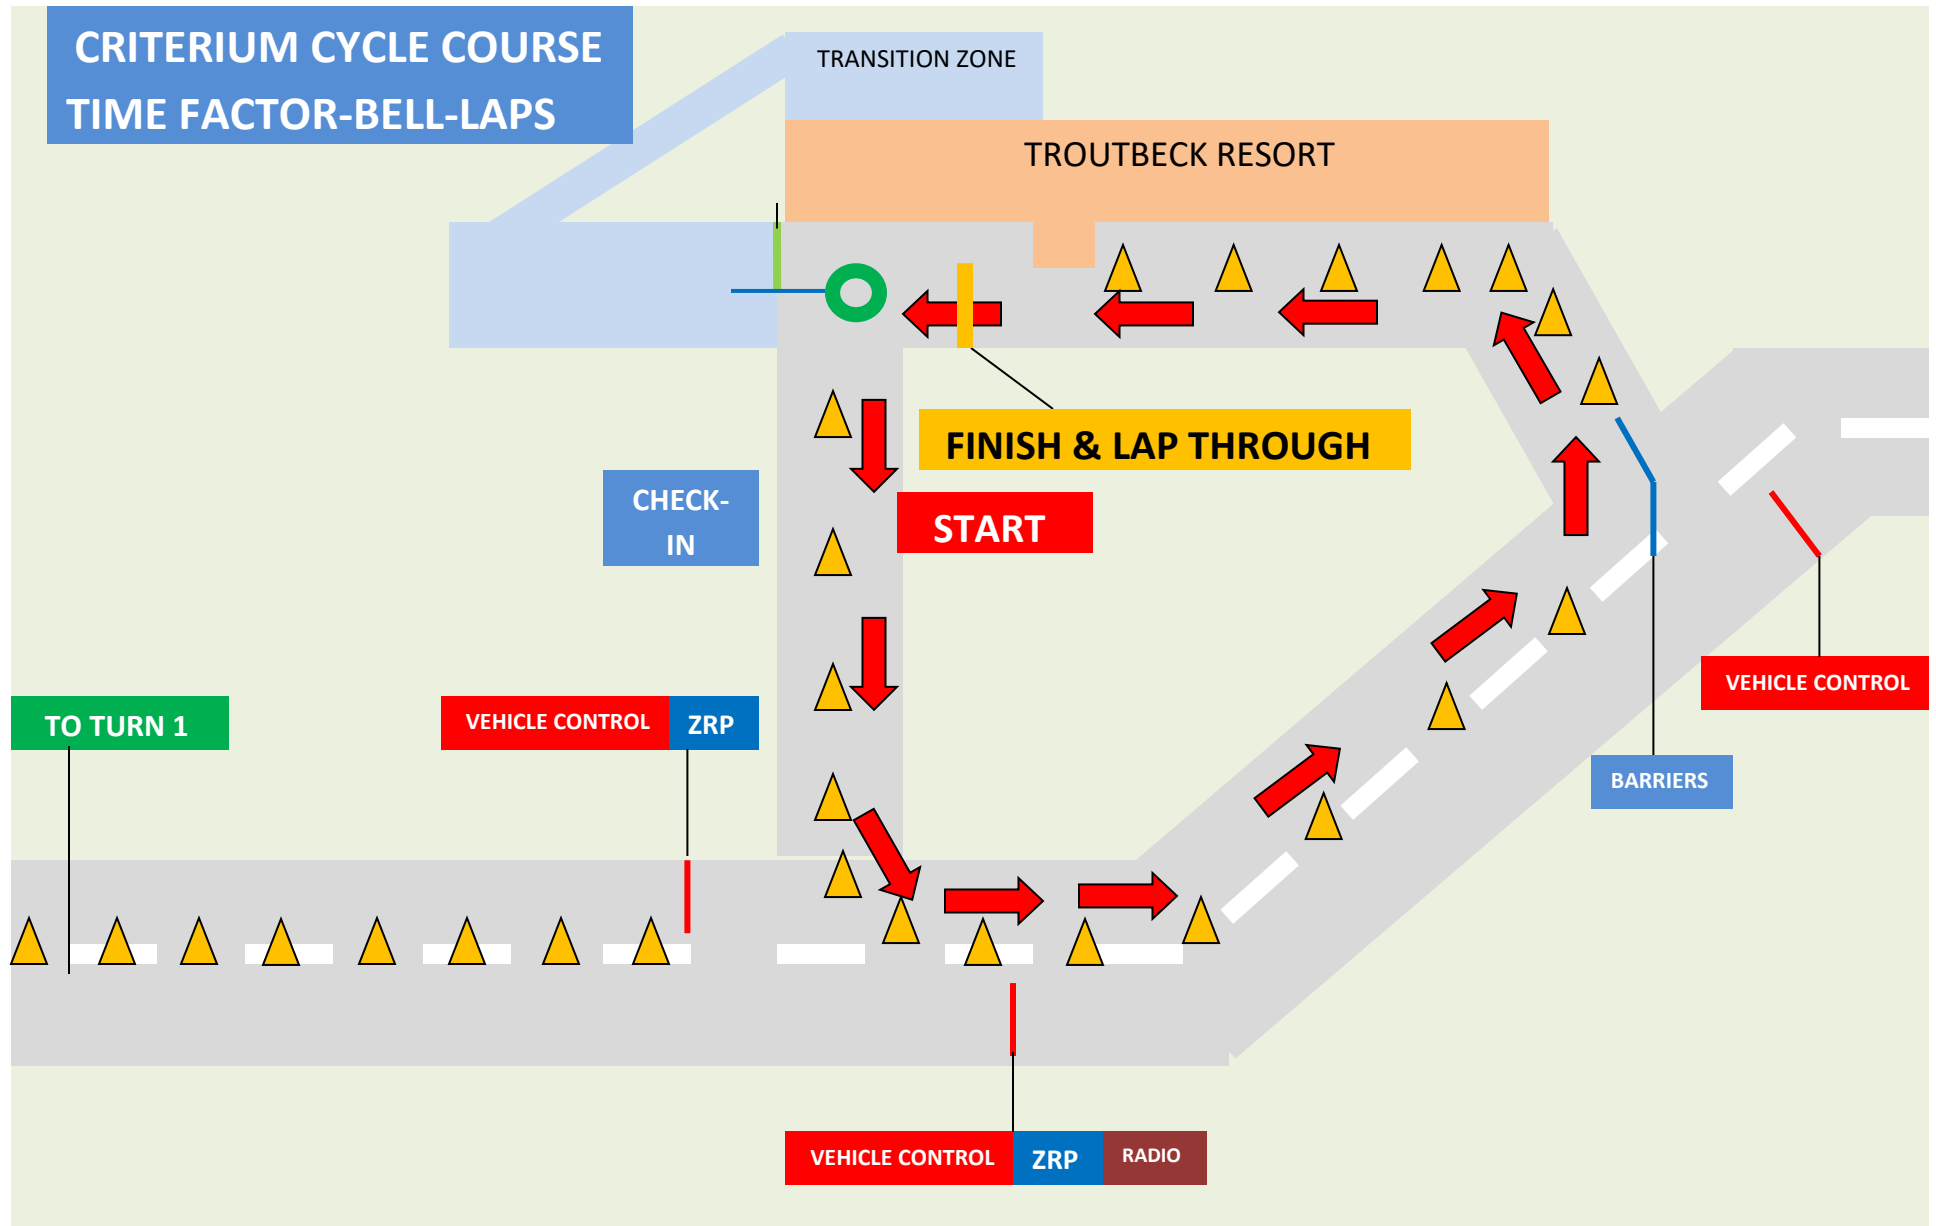 CRITERIUM CYCLE COURSE
TIME FACTOR-BELL-LAPS
TRANSITION ZONE
TROUTBECK RESORT
FINISH & LAP THROUGH
CHECK-
IN
START
VEHICLE CONTROL
TO TURN 1
VEHICLE CONTROL ZRP
BARRIERS
VEHICLE CONTROL ZRP RADIO